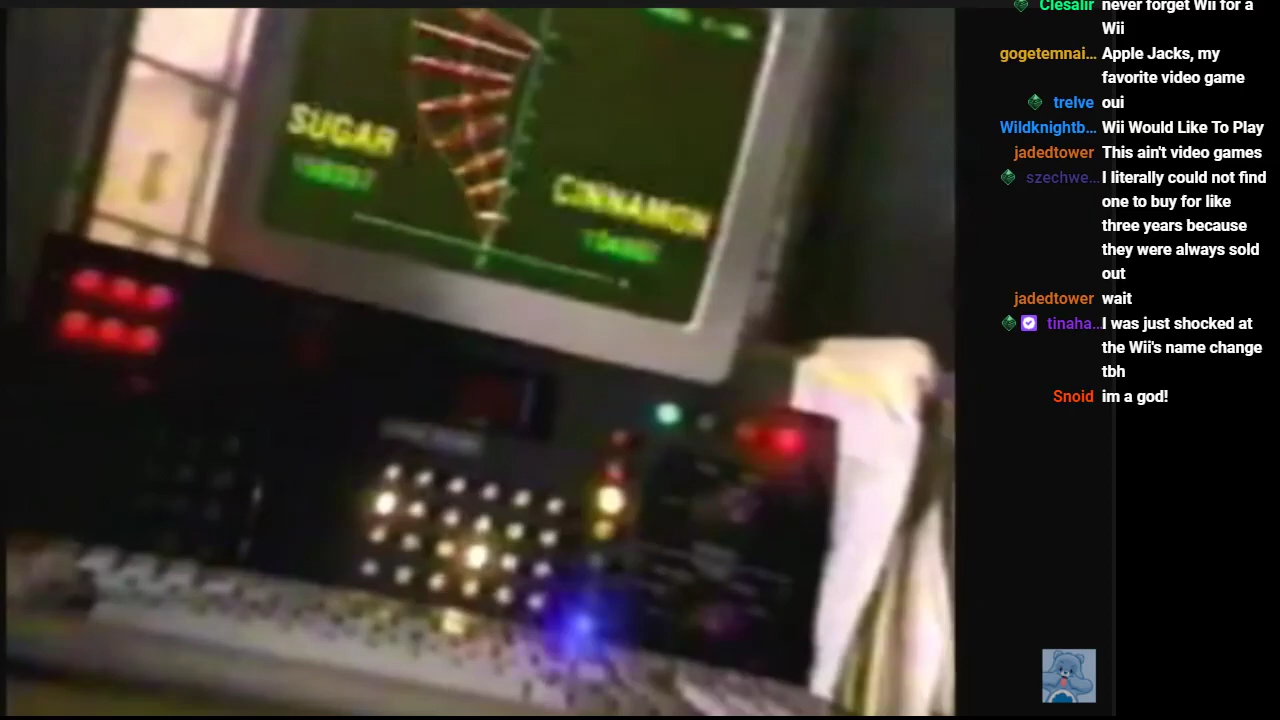 SUGAR
CINNAMON
Clesalir never forget Wii for a
Wii
gogetemnai... Apple Jacks, my
favorite video game
trelve oui
Wildknightb... Wii Would Like To Play
jadedtower This ain't video games
szechwe... I literally could not find
one to buy for like
three years because
they were always sold
out
jadedtower wait
tinaha... I was just shocked at
the Wii's name change
tbh
Snoid im a god!